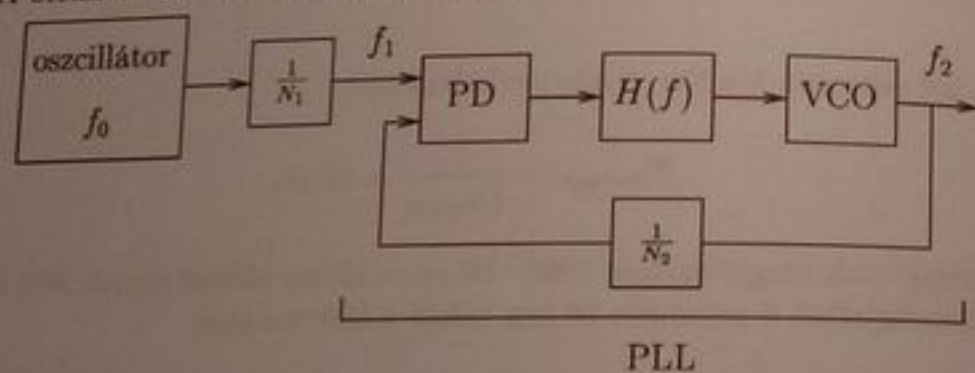 oszcillátor
f₀
1/N₁
f₁
PD
H(f)
VCO
f₂
1/N₂
PLL